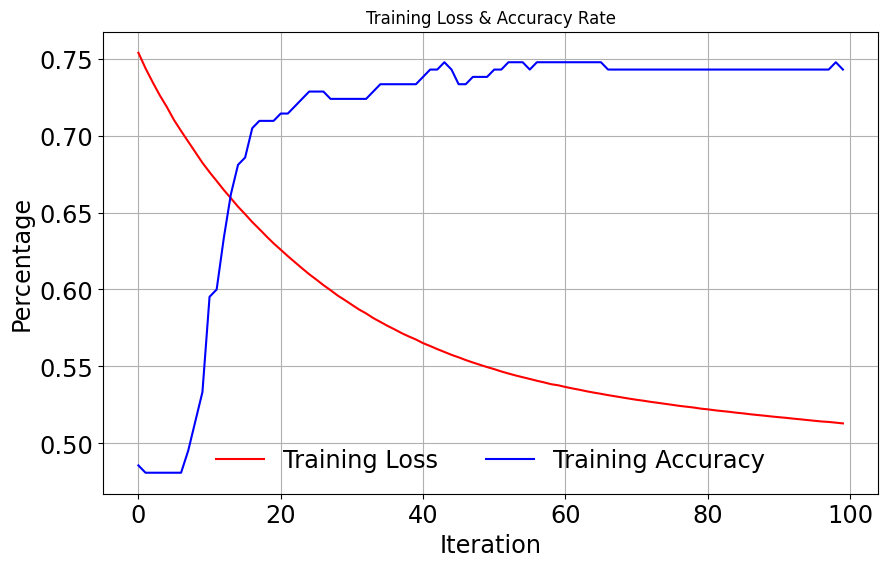 Training Loss & Accuracy Rate
0.75
0.70
0.65
0.60
0.55
0.50
Percentage
Training Loss Training Accuracy
0 20 40 60 80 100
Iteration